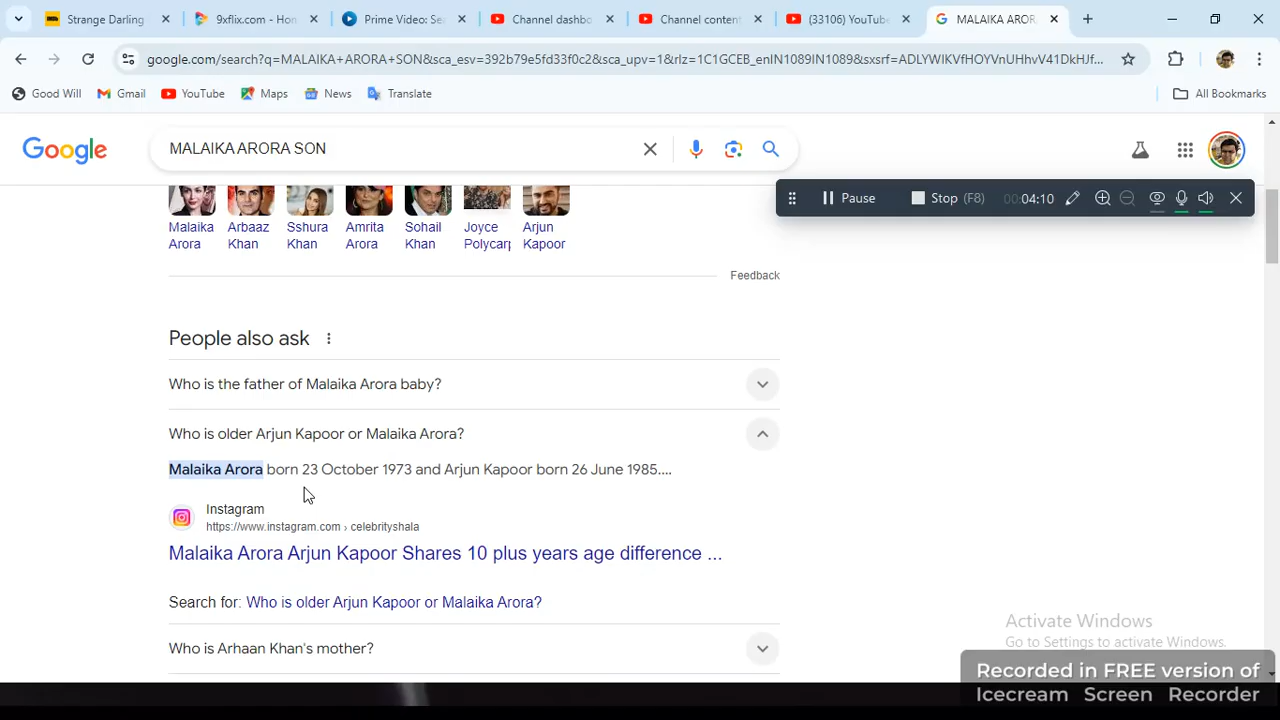 Strange Darling
9xflix.com - Hon
Prime Video: Se
Channel dashbo
Channel content
(33106) YouTube
MALAIKA AROR
google.com/search?q=MALAIKA+ARORA+SON&sca_esv=392b79e5fd33f0c2&sca_upv=1&rlz=1C1GCEB_enIN1089IN1089&sxsrf=ADLYWIKVfHOYVnUHhvV41DkHJf...
Good Will
Gmail
YouTube
Maps
News
Translate
All Bookmarks
Google
MALAIKA ARORA SON
Pause
Stop (F8)
00:04:10
Malaika Arora
Arbaaz Khan
Sshura Khan
Amrita Arora
Sohail Khan
Joyce Polycarp
Arjun Kapoor
Feedback
People also ask
Who is the father of Malaika Arora baby?
Who is older Arjun Kapoor or Malaika Arora?
Malaika Arora born 23 October 1973 and Arjun Kapoor born 26 June 1985....
Instagram
https://www.instagram.com › celebrityshala
Malaika Arora Arjun Kapoor Shares 10 plus years age difference ...
Search for: Who is older Arjun Kapoor or Malaika Arora?
Who is Arhaan Khan's mother?
Activate Windows
Go to Settings to activate Windows.
Recorded in FREE version of
Icecream Screen Recorder